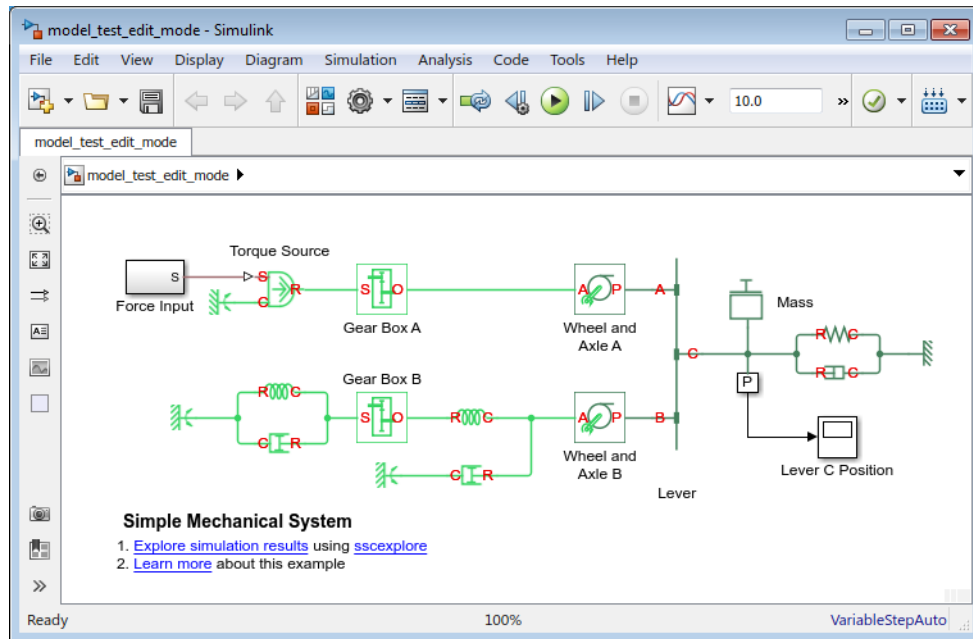 model_test_edit_mode - Simulink
File Edit View Display Diagram Simulation Analysis Code Tools Help
10.0 »
model_test_edit_mode
model_test_edit_mode
Torque Source
S S R C
Force Input
S O
Gear Box A
A P
Wheel and
Axle A
A
C
Mass
R C
R C
P
Lever C Position
Gear Box B
R C
C R
S O
R C
C R
A P
B
Wheel and
Axle B
Lever
Simple Mechanical System
1. Explore simulation results using sscexplore
2. Learn more about this example
Ready 100% VariableStepAuto